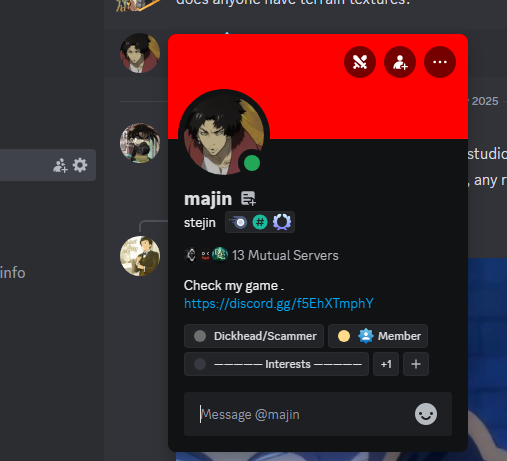 does anyone have terrain textures?
2025
studio
, any r
info
majin
stejin
13 Mutual Servers
Check my game .
https://discord.gg/f5EhXTmphY
Dickhead/Scammer
Member
————— Interests —————
+1
+
Message @majin